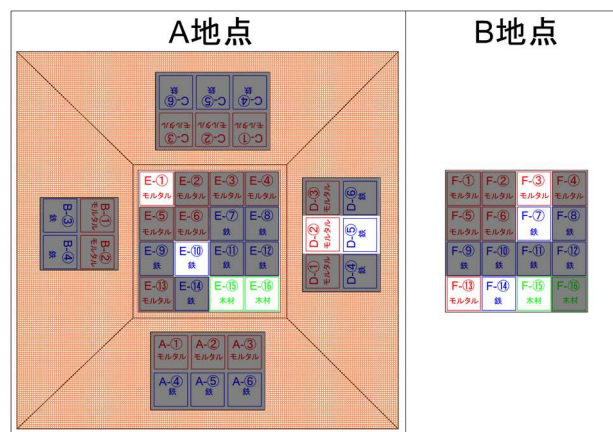 A地点
B地点
C-⑥
鉄
C-⑤
鉄
C-④
鉄
C-③
モルタル
C-②
モルタル
C-①
モルタル
B-③
鉄
B-①
モルタル
B-④
鉄
B-②
モルタル
E-①
モルタル
E-②
モルタル
E-③
モルタル
E-④
モルタル
E-⑤
モルタル
E-⑥
モルタル
E-⑦
鉄
E-⑧
鉄
E-⑨
鉄
E-⑩
鉄
E-⑪
鉄
E-⑫
鉄
E-⑬
モルタル
E-⑭
鉄
E-⑮
木材
E-⑯
木材
D-③
モルタル
D-⑥
鉄
D-②
モルタル
D-⑤
鉄
D-①
モルタル
D-④
鉄
A-①
モルタル
A-②
モルタル
A-③
モルタル
A-④
鉄
A-⑤
鉄
A-⑥
鉄
F-①
モルタル
F-②
モルタル
F-③
モルタル
F-④
モルタル
F-⑤
モルタル
F-⑥
モルタル
F-⑦
鉄
F-⑧
鉄
F-⑨
鉄
F-⑩
鉄
F-⑪
鉄
F-⑫
鉄
F-⑬
モルタル
F-⑭
鉄
F-⑮
木材
F-⑯
木材